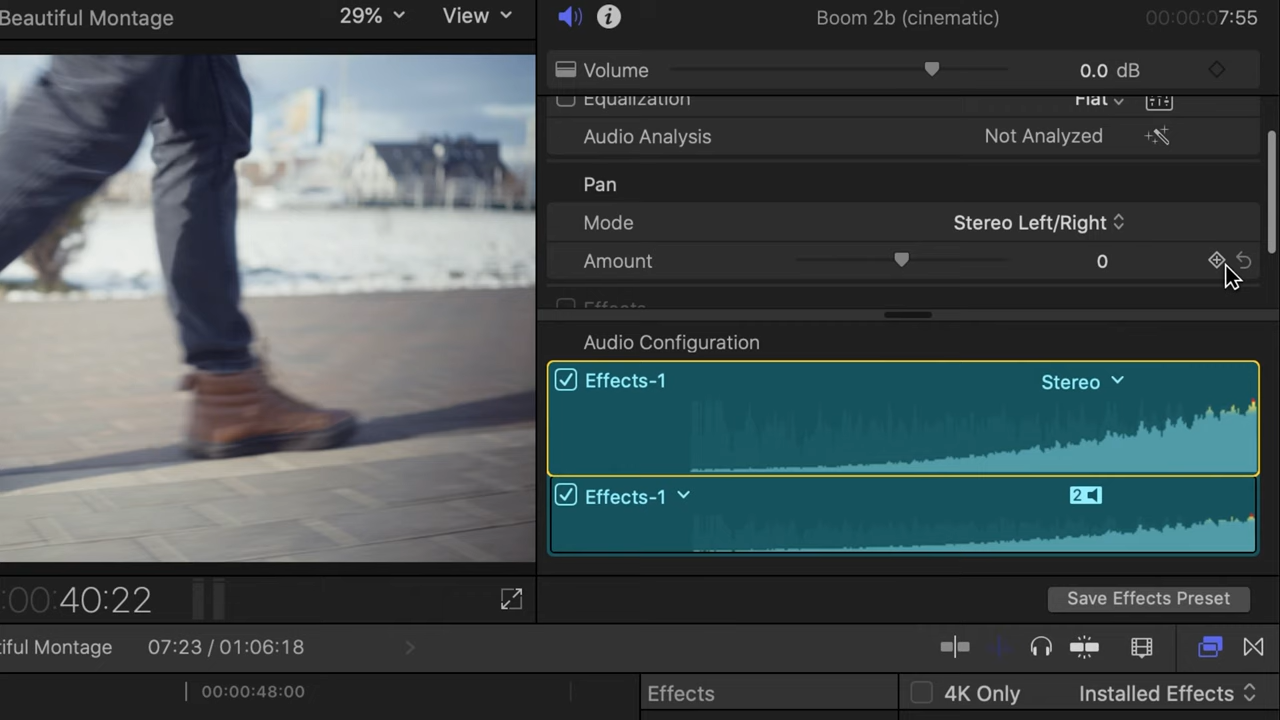 Beautiful Montage
29%
View
Boom 2b (cinematic)
00:00:07:55
Volume
0.0 dB
Equalization
Flat
Audio Analysis
Not Analyzed
Pan
Mode
Stereo Left/Right
Amount
0
Effects
Audio Configuration
Effects-1
Stereo
Effects-1
2
:00:40:22
Save Effects Preset
iful Montage
07:23 / 01:06:18
00:00:48:00
Effects
4K Only
Installed Effects